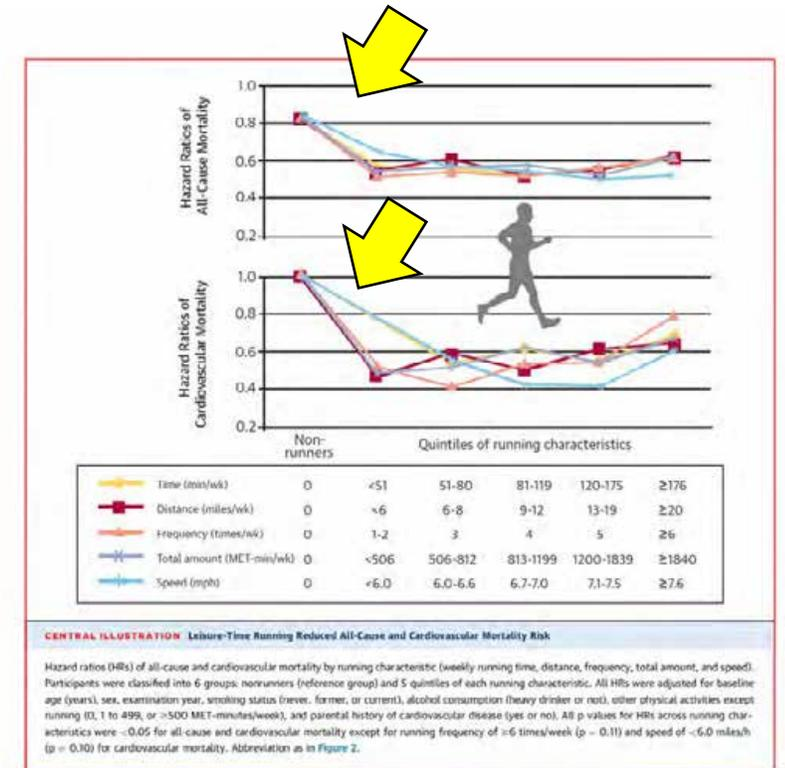 1.0
0.8
0.6
0.4
0.2
Hazard Ratios of
All-Cause Mortality
1.0
0.8
0.6
0.4
0.2
Hazard Ratios of
Cardiovascular Mortality
Non-
runners
Quintiles of running characteristics
Time (min/wk) 0 <51 51-80 81-119 120-175 ≥176
Distance (miles/wk) 0 <6 6-8 9-12 13-19 ≥20
Frequency (times/wk) 0 1-2 3 4 5 ≥6
Total amount (MET-min/wk) 0 <506 506-812 813-1199 1200-1839 ≥1840
Speed (mph) 0 <6.0 6.0-6.6 6.7-7.0 7.1-7.5 ≥7.6
CENTRAL ILLUSTRATION Leisure-Time Running Reduced All-Cause and Cardiovascular Mortality Risk
Hazard ratios (HRs) of all-cause and cardiovascular mortality by running characteristic (weekly running time, distance, frequency, total amount, and speed).
Participants were classified into 6 groups: nonrunners (reference group) and 5 quintiles of each running characteristic. All HRs were adjusted for baseline
age (years), sex, examination year, smoking status (never, former, or current), alcohol consumption (heavy drinker or not), other physical activities except
running (0, 1 to 499, or ≥500 MET-minutes/week), and parental history of cardiovascular disease (yes or no). All p values for HRs across running char-
acteristics were <0.05 for all-cause and cardiovascular mortality except for running frequency of ≥6 times/week (p = 0.11) and speed of <6.0 miles/h
(p = 0.10) for cardiovascular mortality. Abbreviation as in Figure 2.